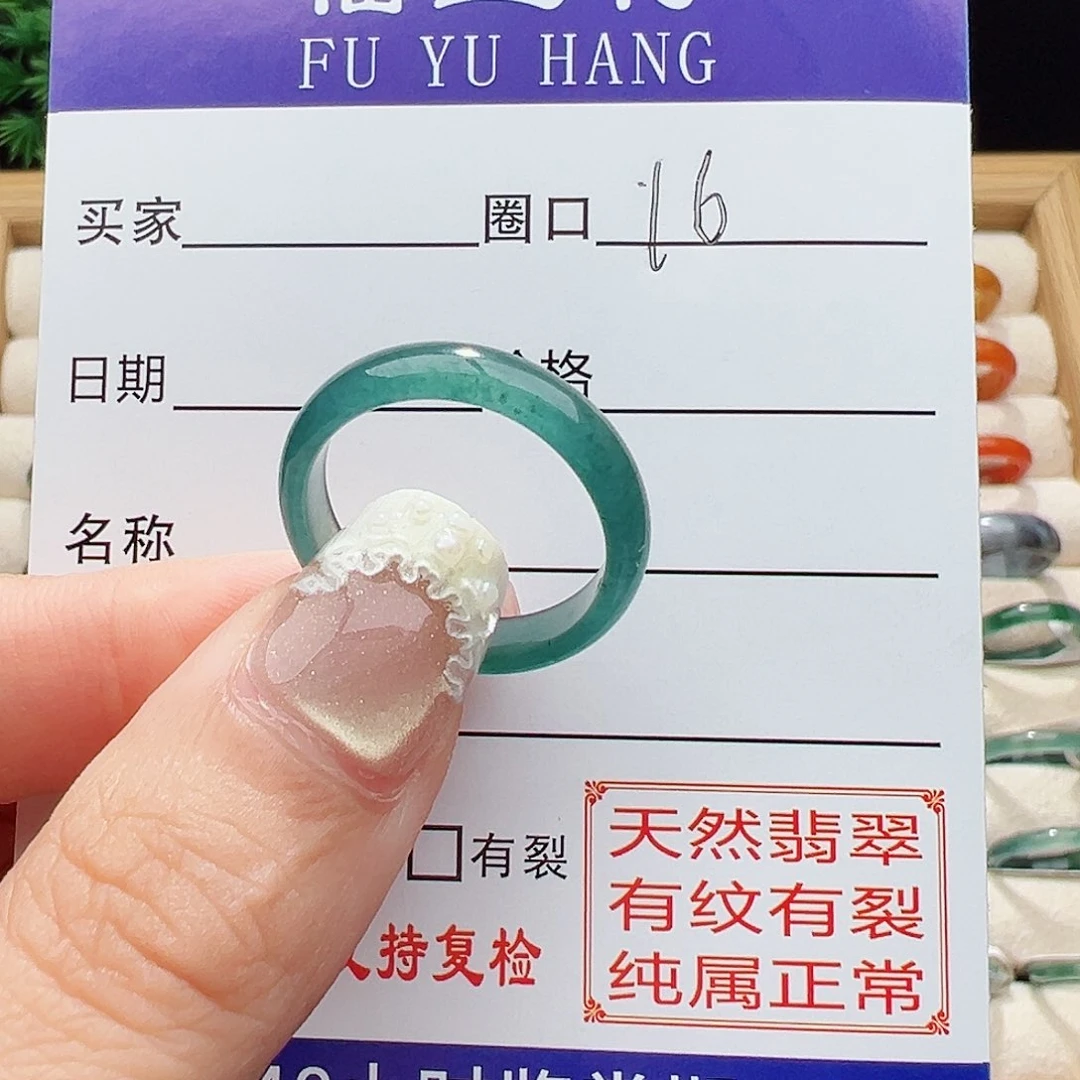 FU YU HANG
买家 圈口 16
日期 格
名称
有裂
持复检
天然翡翠
有纹有裂
纯属正常